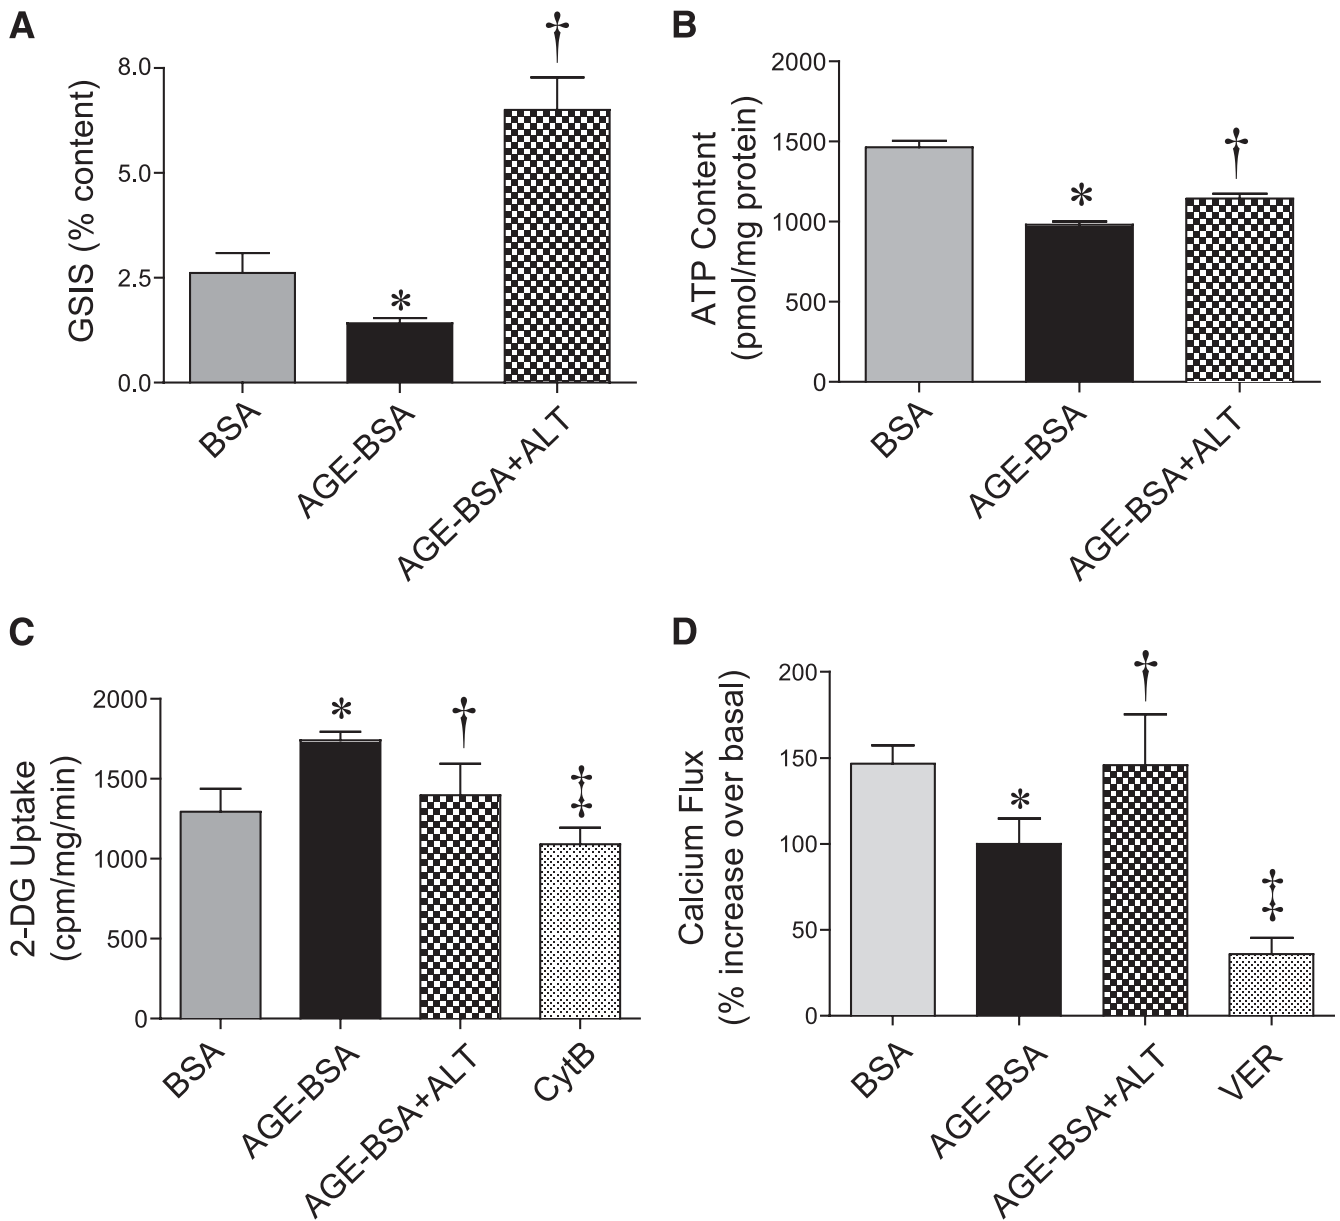 A
GSIS (% content)
8.0
5.0
2.5
0.0
†
*
BSA
AGE-BSA
AGE-BSA+ALT
B
ATP Content
(pmol/mg protein)
2000
1500
1000
500
0
*
†
BSA
AGE-BSA
AGE-BSA+ALT
C
2-DG Uptake
(cpm/mg/min)
2000
1500
1000
500
0
*
†
‡
BSA
AGE-BSA
AGE-BSA+ALT
CytB
D
Calcium Flux
(% increase over basal)
200
150
100
50
0
*
†
‡
BSA
AGE-BSA
AGE-BSA+ALT
VER